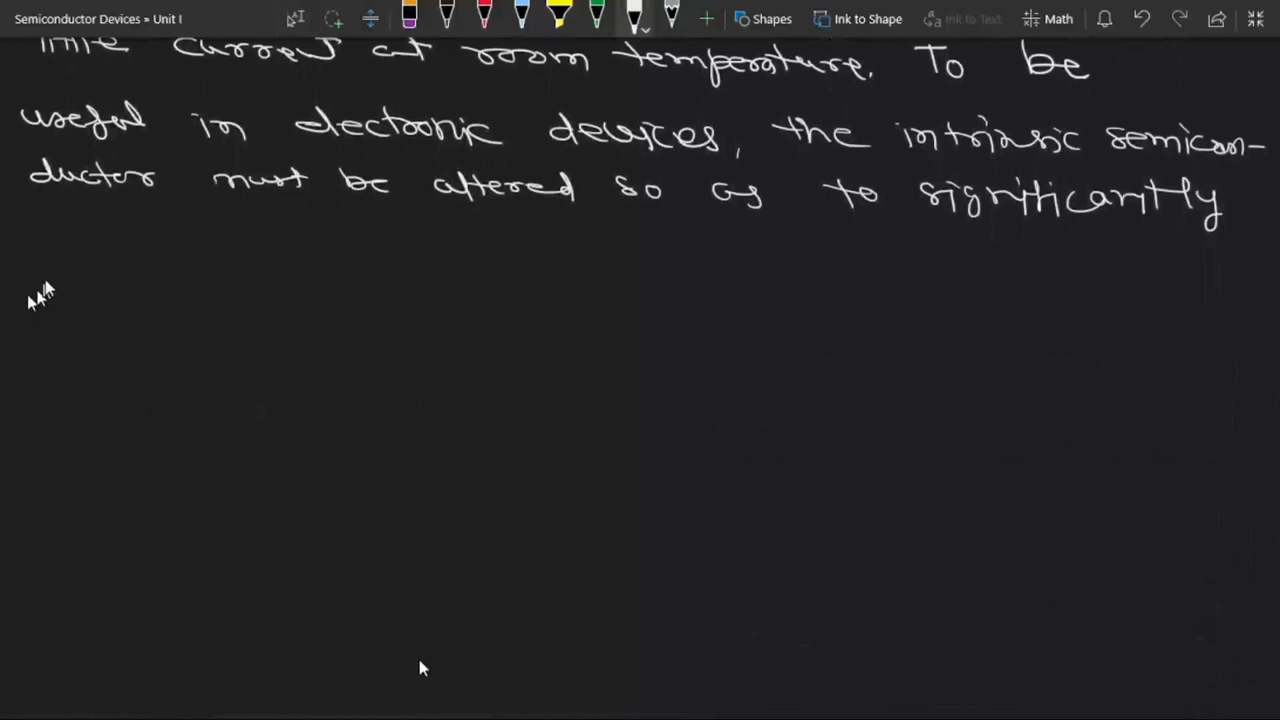 Semiconductor Devices » Unit I
Shapes
Ink to Shape
Ink to Text
Math
little current at room temperature. To be
useful in electronic devices, the intrinsic semicon-
ductor must be altered so as to significantly